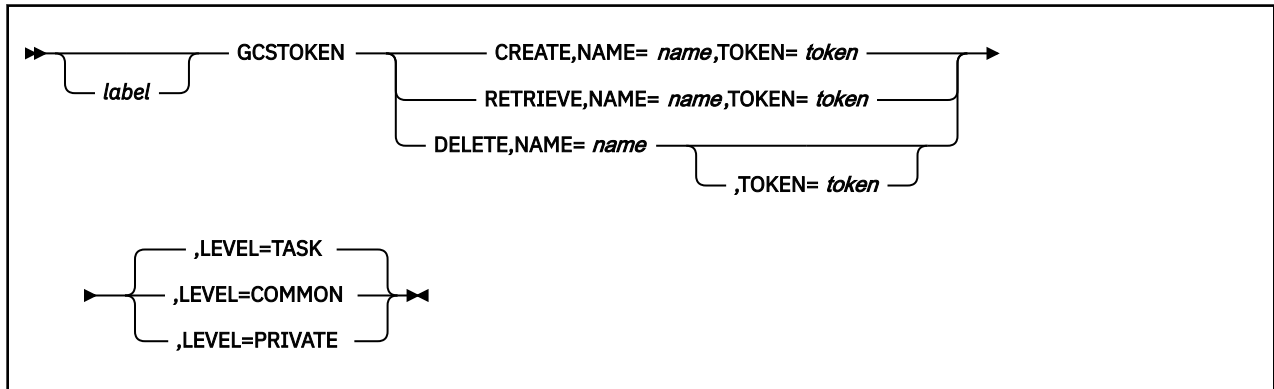 GCSTOKEN CREATE,NAME= name,TOKEN= token
label
RETRIEVE,NAME= name,TOKEN= token
DELETE,NAME= name
,TOKEN= token
,LEVEL=TASK
,LEVEL=COMMON
,LEVEL=PRIVATE